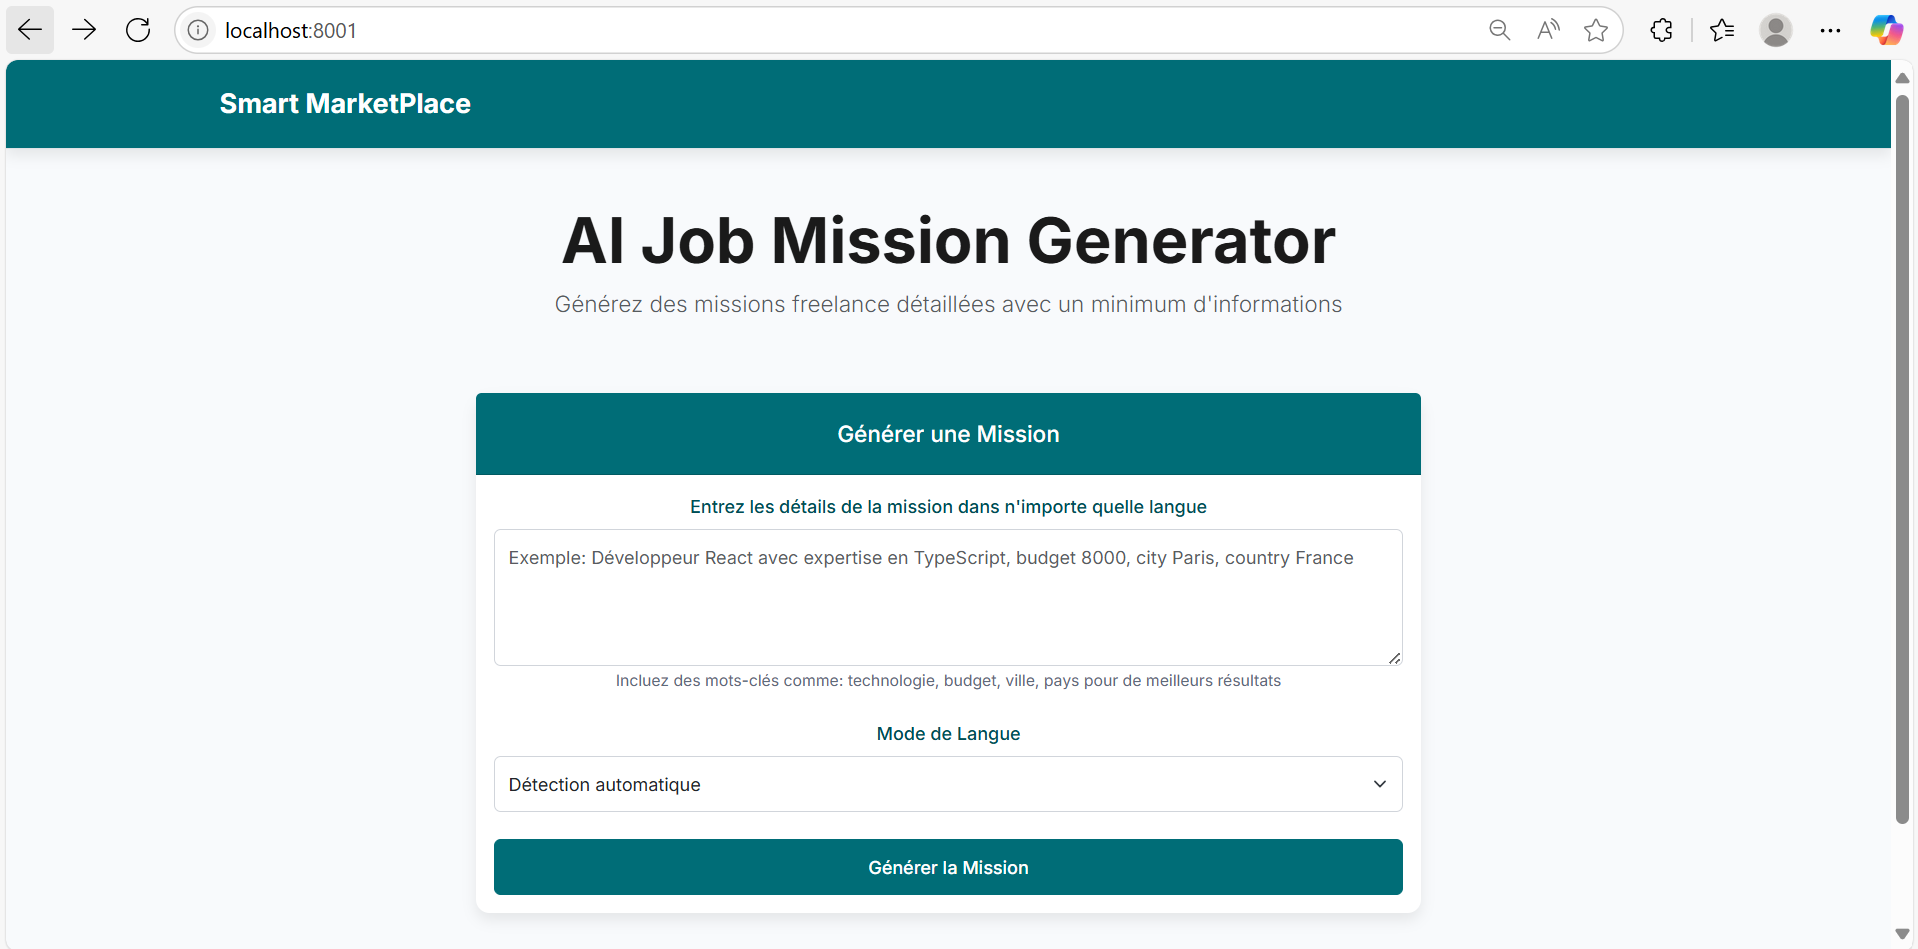 localhost:8001
Smart MarketPlace
AI Job Mission Generator
Générez des missions freelance détaillées avec un minimum d'informations
Générer une Mission
Entrez les détails de la mission dans n'importe quelle langue
Exemple: Développeur React avec expertise en TypeScript, budget 8000, city Paris, country France
Incluez des mots-clés comme: technologie, budget, ville, pays pour de meilleurs résultats
Mode de Langue
Détection automatique
Générer la Mission